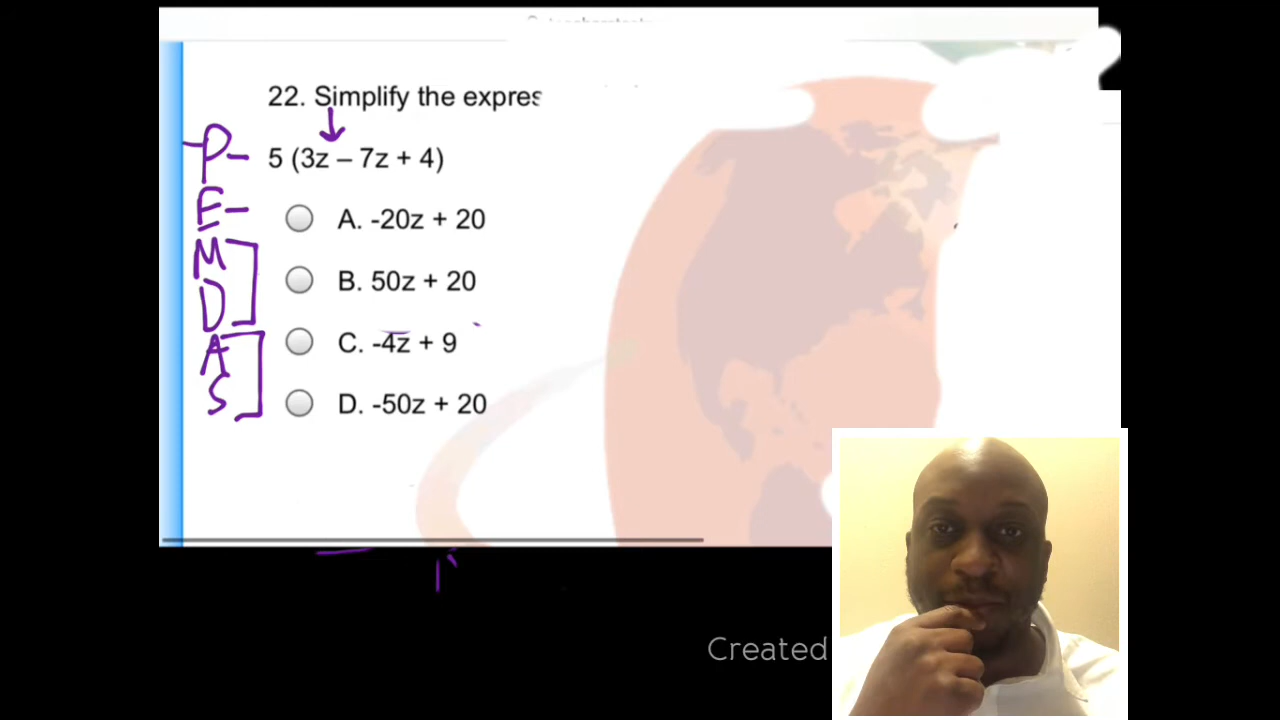 22. Simplify the expres
P- 5 (3z – 7z + 4)
E-
A. -20z + 20
M
B. 50z + 20
D
C. -4z + 9
A
S
D. -50z + 20
Created